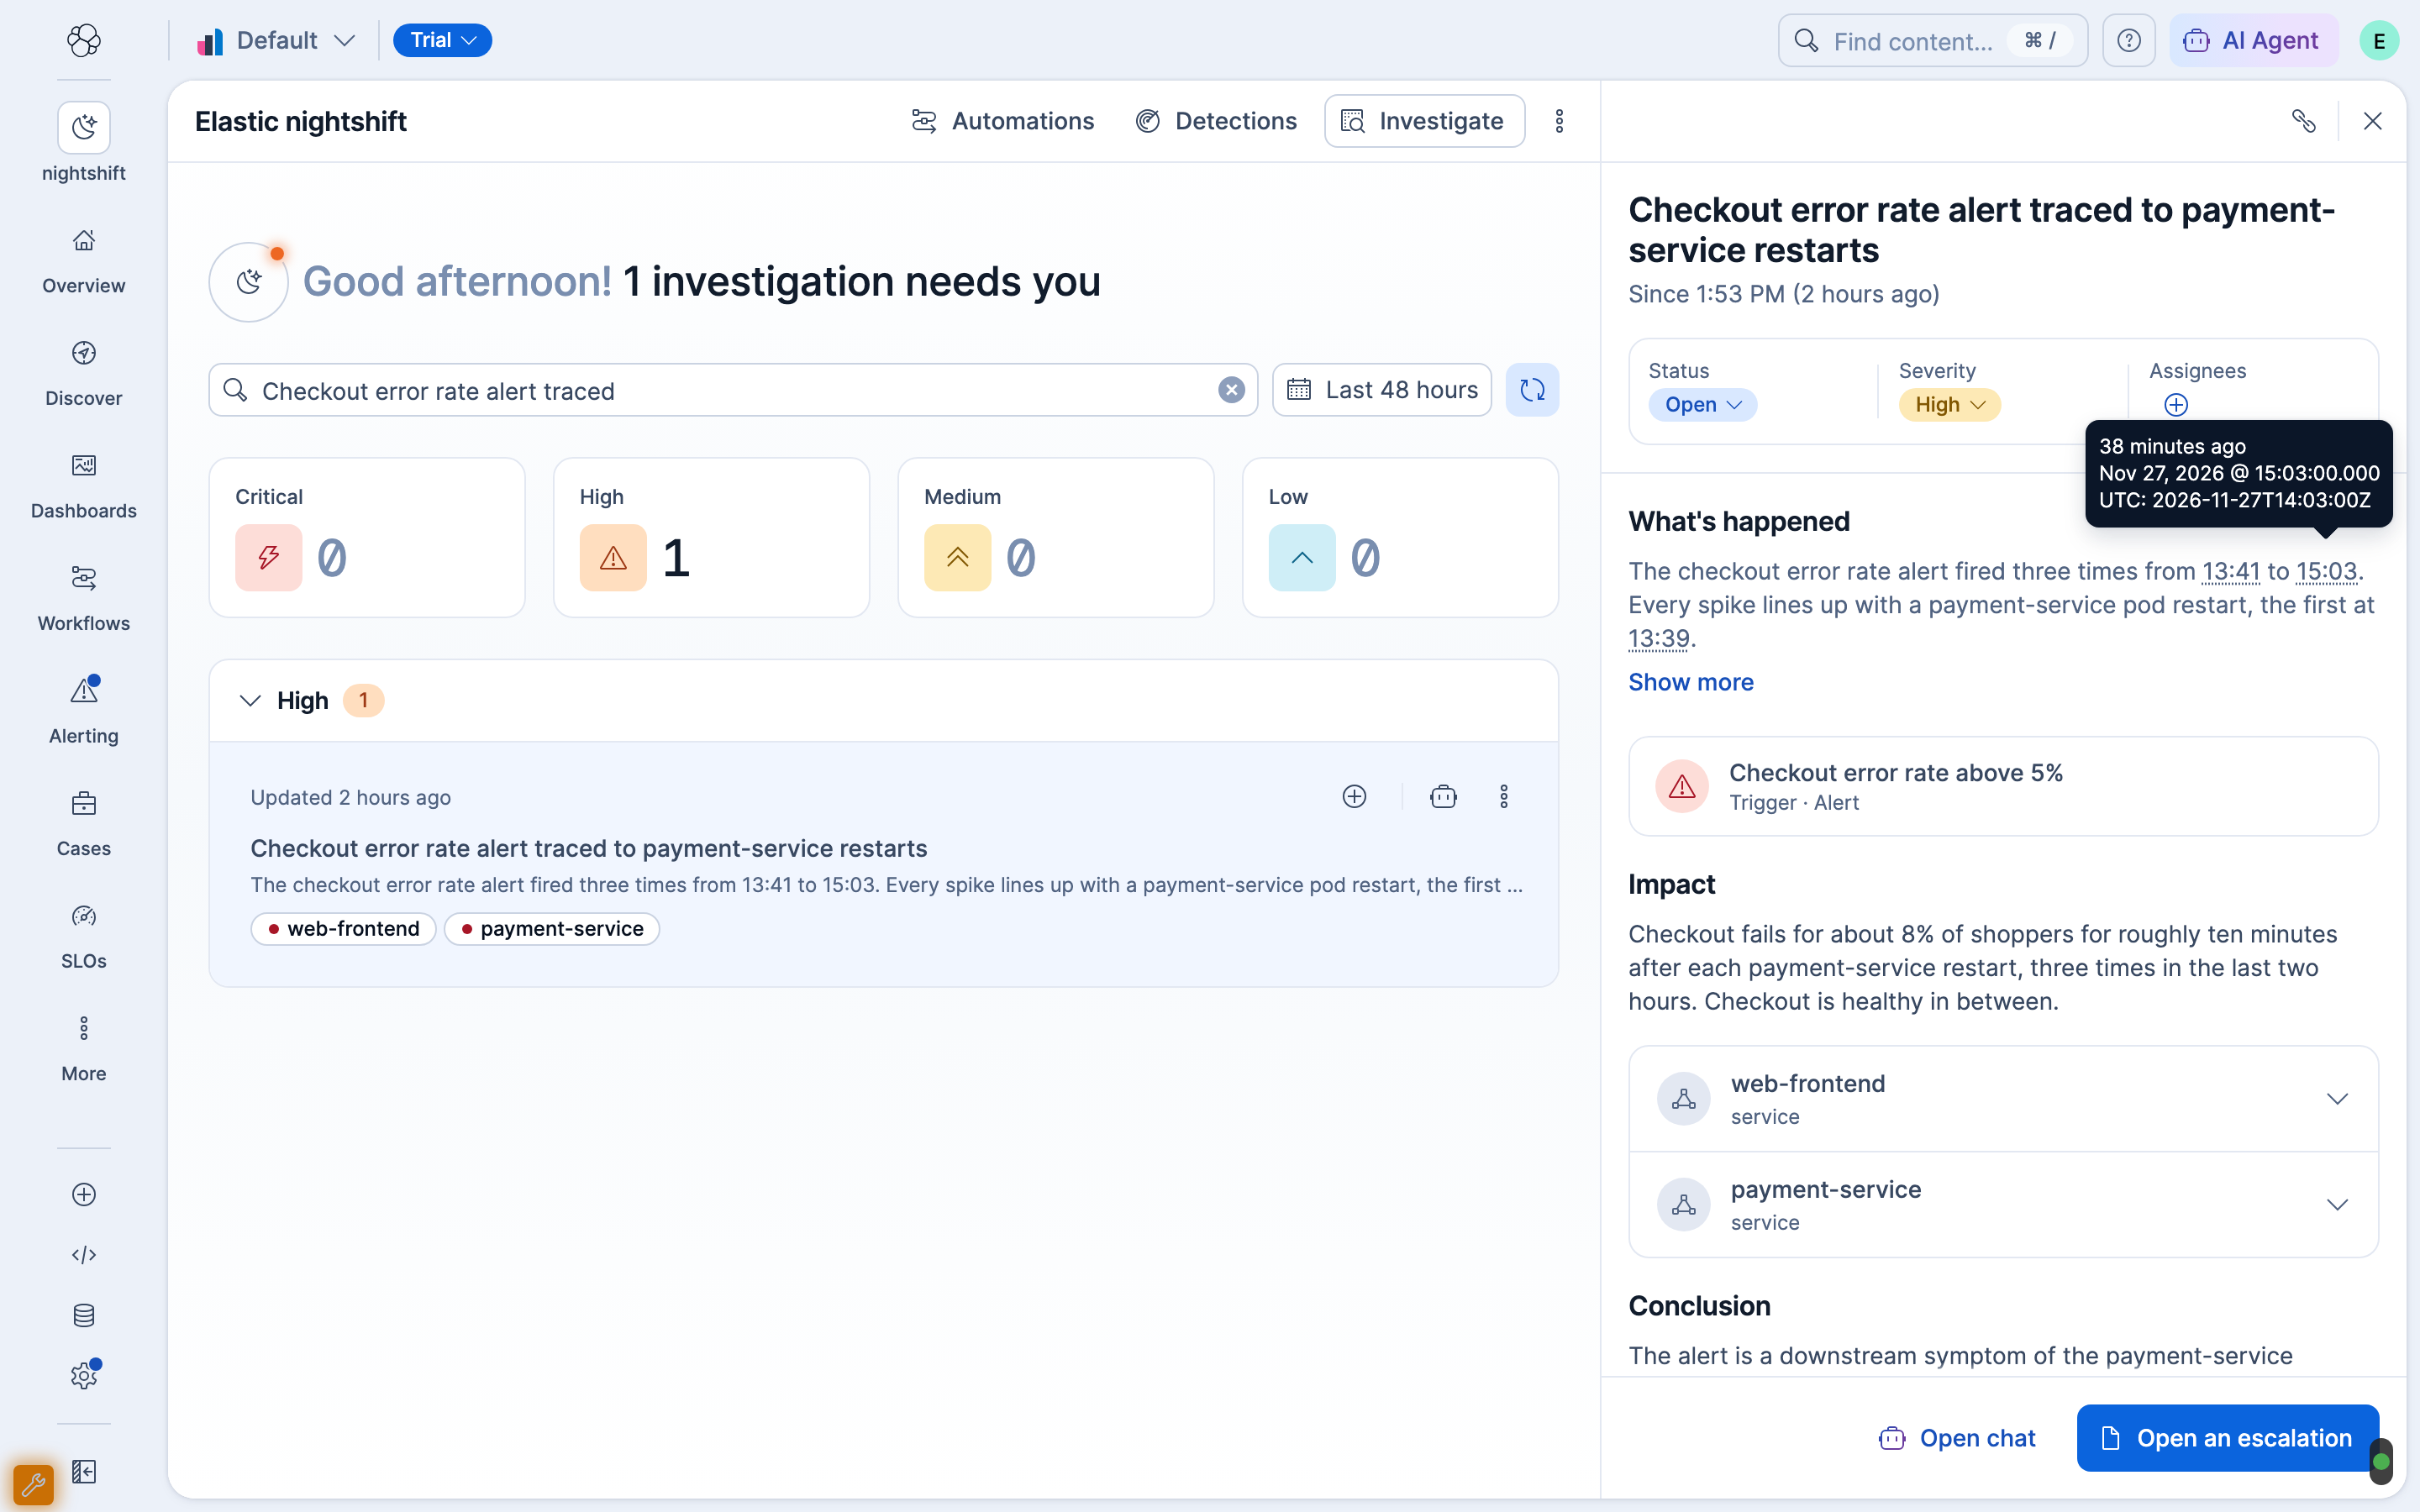 Default
Trial
Find content...
⌘ /
AI Agent
E
nightshift
Overview
Discover
Dashboards
Workflows
Alerting
Cases
SLOs
More
Elastic nightshift
Automations
Detections
Investigate
Good afternoon! 1 investigation needs you
Checkout error rate alert traced
Last 48 hours
Critical
0
High
1
Medium
0
Low
0
High 1
Updated 2 hours ago
Checkout error rate alert traced to payment-service restarts
The checkout error rate alert fired three times from 13:41 to 15:03. Every spike lines up with a payment-service pod restart, the first ...
web-frontend
payment-service
Checkout error rate alert traced to payment-
service restarts
Since 1:53 PM (2 hours ago)
Status
Open
Severity
High
Assignees
38 minutes ago
Nov 27, 2026 @ 15:03:00.000
UTC: 2026-11-27T14:03:00Z
What's happened
The checkout error rate alert fired three times from 13:41 to 15:03.
Every spike lines up with a payment-service pod restart, the first at
13:39.
Show more
Checkout error rate above 5%
Trigger · Alert
Impact
Checkout fails for about 8% of shoppers for roughly ten minutes
after each payment-service restart, three times in the last two
hours. Checkout is healthy in between.
web-frontend
service
payment-service
service
Conclusion
The alert is a downstream symptom of the payment-service
Open chat
Open an escalation